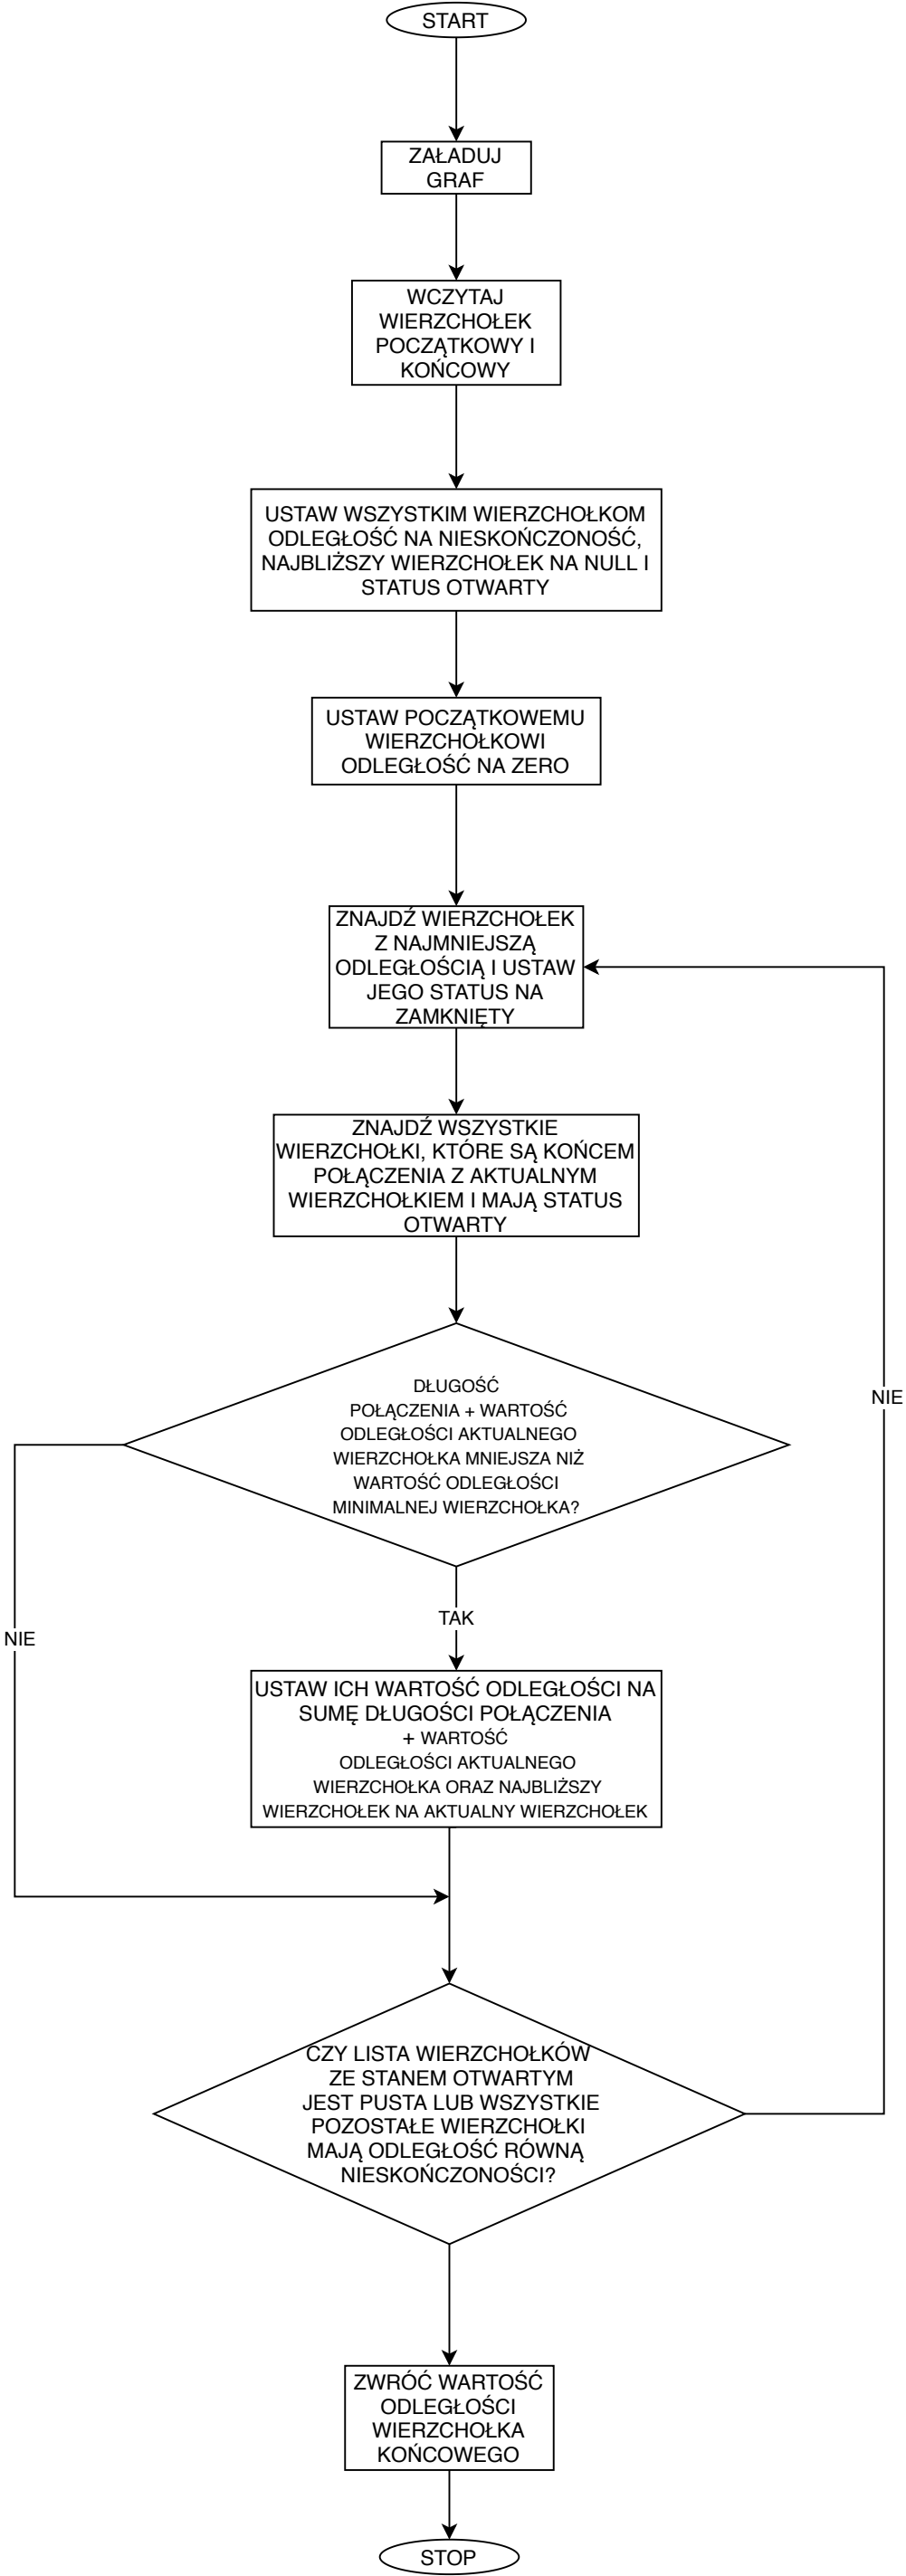 START
ZAŁADUJ
GRAF
WCZYTAJ
WIERZCHOŁEK
POCZĄTKOWY I
KOŃCOWY
USTAW WSZYSTKIM WIERZCHOŁKOM
ODLEGŁOŚĆ NA NIESKOŃCZONOŚĆ,
NAJBLIŻSZY WIERZCHOŁEK NA NULL I
STATUS OTWARTY
USTAW POCZĄTKOWEMU
WIERZCHOŁKOWI
ODLEGŁOŚĆ NA ZERO
ZNAJDŹ WIERZCHOŁEK
Z NAJMNIEJSZĄ
ODLEGŁOŚCIĄ I USTAW
JEGO STATUS NA
ZAMKNIĘTY
ZNAJDŹ WSZYSTKIE
WIERZCHOŁKI, KTÓRE SĄ KOŃCEM
POŁĄCZENIA Z AKTUALNYM
WIERZCHOŁKIEM I MAJĄ STATUS
OTWARTY
DŁUGOŚĆ
POŁĄCZENIA + WARTOŚĆ
ODLEGŁOŚCI AKTUALNEGO
WIERZCHOŁKA MNIEJSZA NIŻ
WARTOŚĆ ODLEGŁOŚCI
MINIMALNEJ WIERZCHOŁKA?
NIE
TAK
NIE
USTAW ICH WARTOŚĆ ODLEGŁOŚCI NA
SUMĘ DŁUGOŚCI POŁĄCZENIA
+ WARTOŚĆ
ODLEGŁOŚCI AKTUALNEGO
WIERZCHOŁKA ORAZ NAJBLIŻSZY
WIERZCHOŁEK NA AKTUALNY WIERZCHOŁEK
CZY LISTA WIERZCHOŁKÓW
ZE STANEM OTWARTYM
JEST PUSTA LUB WSZYSTKIE
POZOSTAŁE WIERZCHOŁKI
MAJĄ ODLEGŁOŚĆ RÓWNĄ
NIESKOŃCZONOŚCI?
ZWRÓĆ WARTOŚĆ
ODLEGŁOŚCI
WIERZCHOŁKA
KOŃCOWEGO
STOP